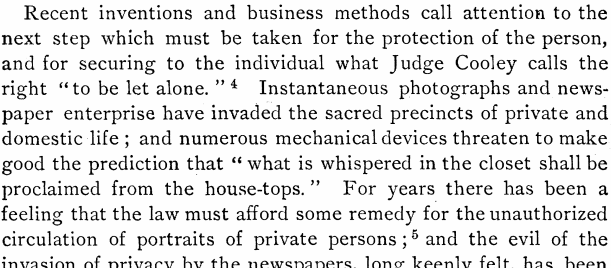 Recent inventions and business methods call attention to the
next step which must be taken for the protection of the person,
and for securing to the individual what Judge Cooley calls the
right “to be let alone.” 4 Instantaneous photographs and news-
paper enterprise have invaded the sacred precincts of private and
domestic life ; and numerous mechanical devices threaten to make
good the prediction that “ what is whispered in the closet shall be
proclaimed from the house-tops.” For years there has been a
feeling that the law must afford some remedy for the unauthorized
circulation of portraits of private persons ; 5 and the evil of the
invasion of privacy by the newspapers, long keenly felt, has been